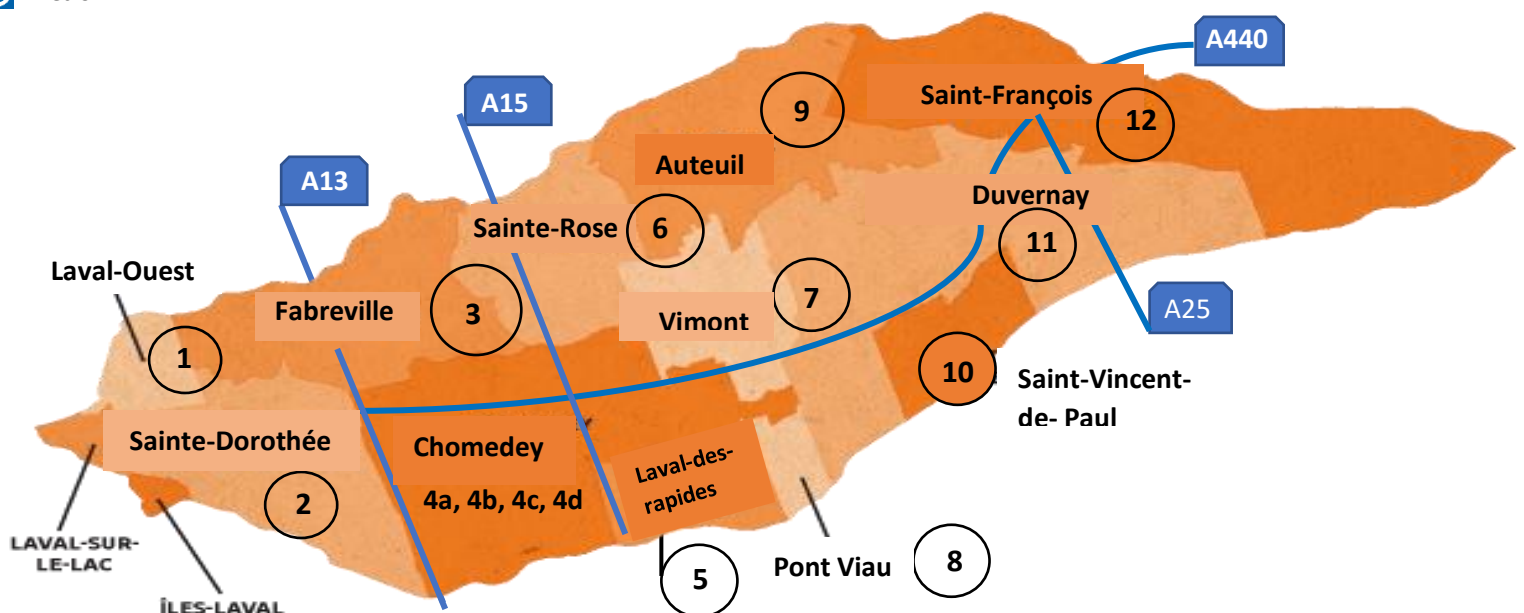 A440
A15
Saint-François
9
12
Auteuil
A13
Duvernay
Sainte-Rose
6
11
Laval-Ouest
Fabreville
3
7
Vimont
A25
1
10
Saint-Vincent-
de- Paul
Sainte-Dorothée
Chomedey
4a, 4b, 4c, 4d
Laval-des-
rapides
2
LAVAL-SUR-
LE-LAC
5
Pont Viau
8
ÎLES-LAVAL